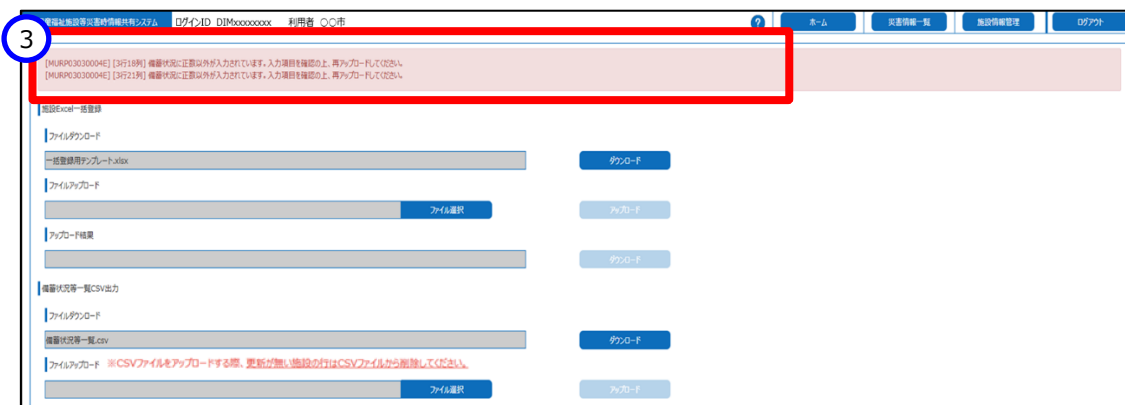 福祉施設等災害時情報共有システム ログインID DIMxxxxxxxx 利用者 〇〇市 ? ホーム 災害情報一覧 施設情報管理 ログアウト
3
[MURP03030004E] [3行18列] 備蓄状況に正数以外が入力されています。入力項目を確認の上、再アップロードしてください。
[MURP03030004E] [3行21列] 備蓄状況に正数以外が入力されています。入力項目を確認の上、再アップロードしてください。
施設Excel一括登録
ファイルダウンロード
一括登録用テンプレート.xlsx ダウンロード
ファイルアップロード
ファイル選択 アップロード
アップロード結果
ダウンロード
備蓄状況等一覧CSV出力
ファイルダウンロード
備蓄状況等一覧.csv ダウンロード
ファイルアップロード ※CSVファイルをアップロードする際、更新が無い施設の行はCSVファイルから削除してください。
ファイル選択 アップロード